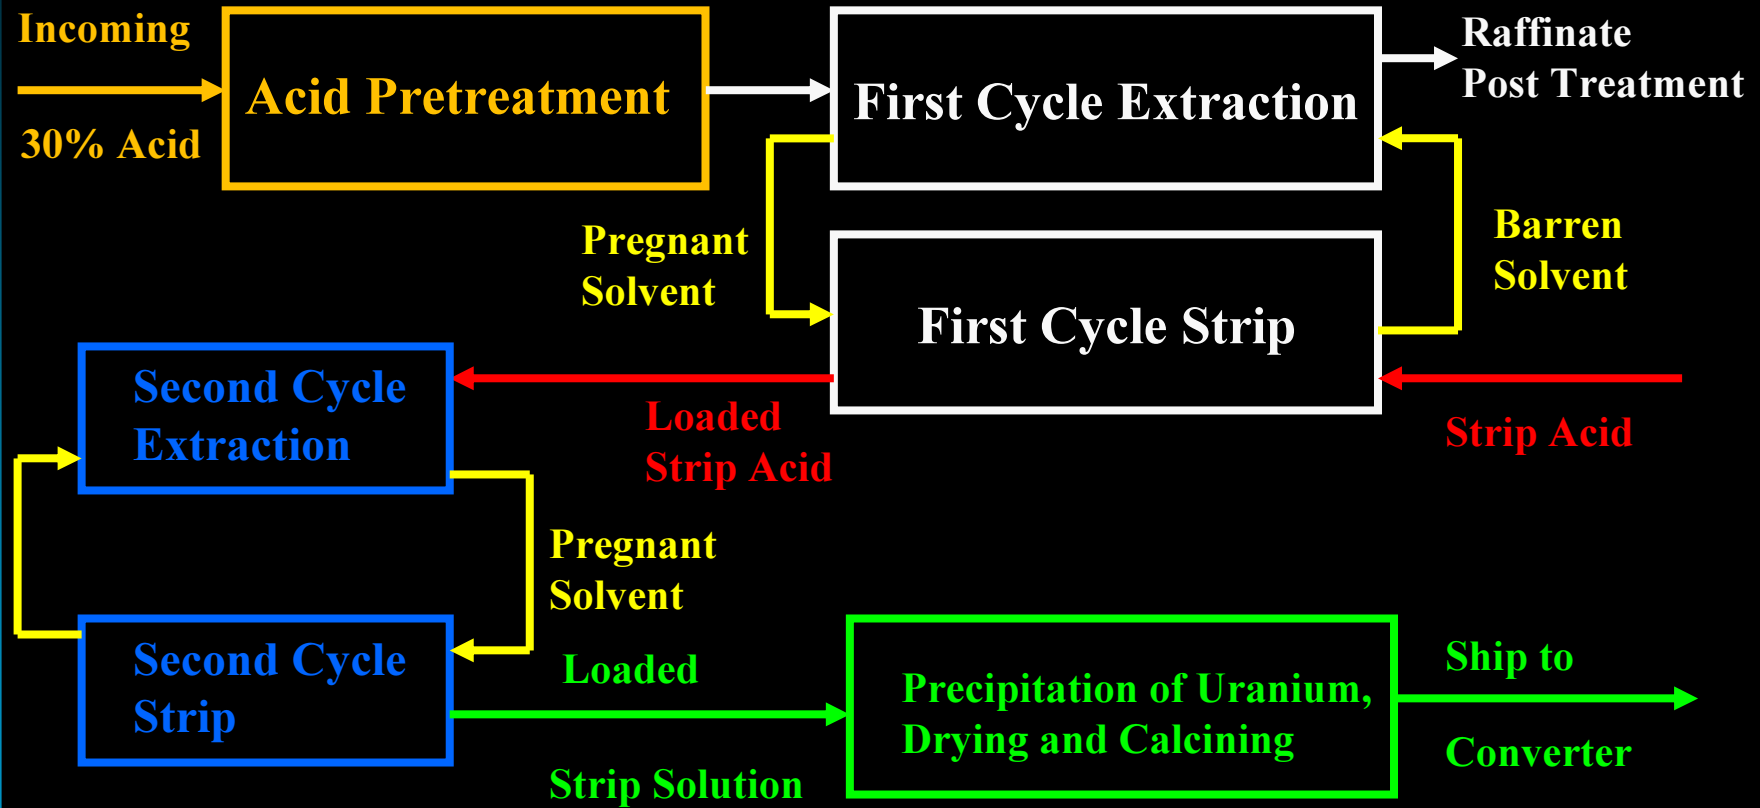 Incoming
30% Acid
Acid Pretreatment
First Cycle Extraction
Raffinate
Post Treatment
Pregnant
Solvent
Barren
Solvent
First Cycle Strip
Second Cycle
Extraction
Loaded
Strip Acid
Strip Acid
Pregnant
Solvent
Second Cycle
Strip
Loaded
Strip Solution
Precipitation of Uranium,
Drying and Calcining
Ship to
Converter